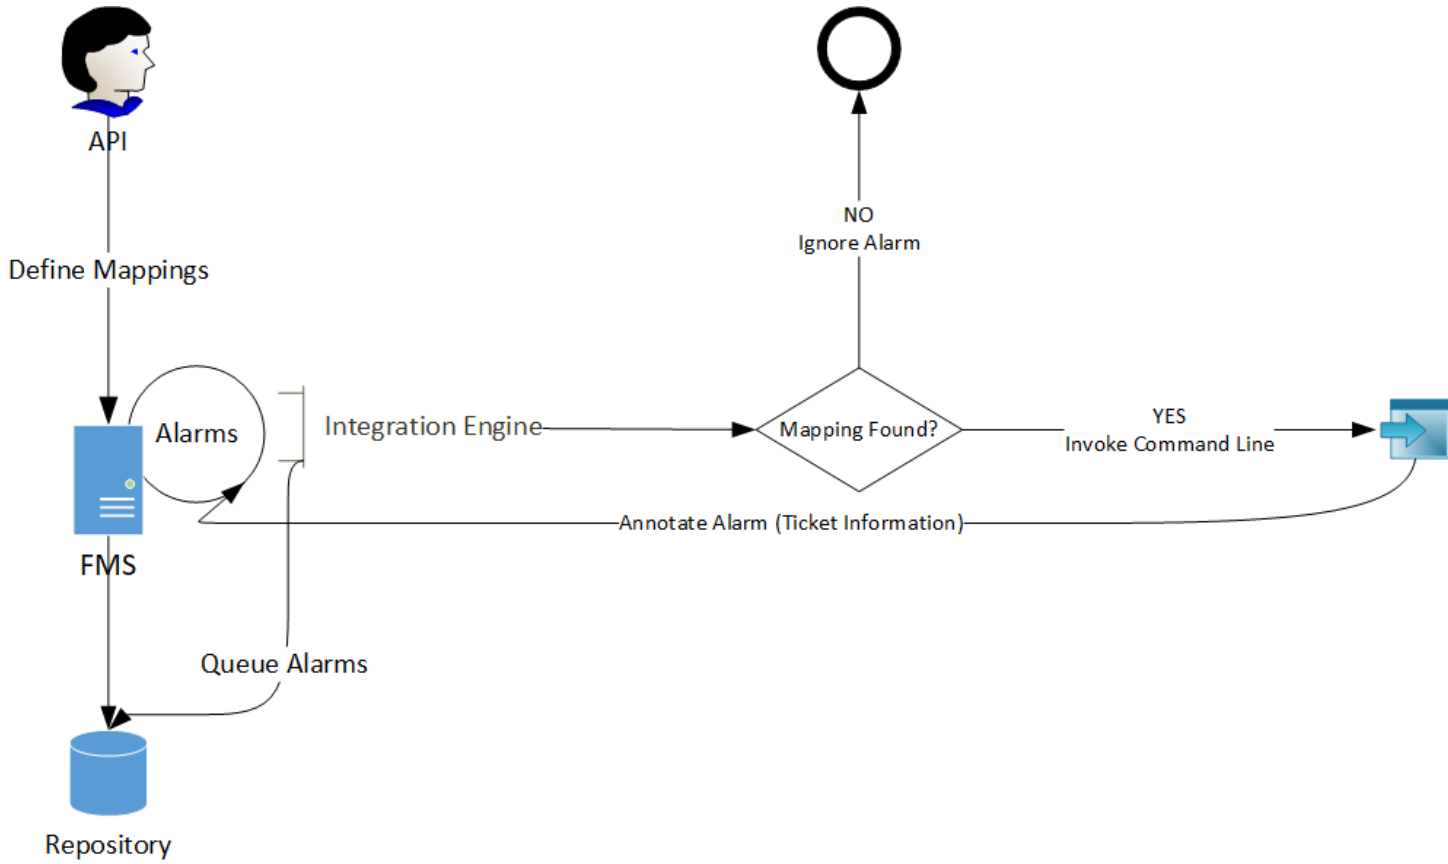 API
NO
Ignore Alarm
Define Mappings
Alarms
Integration Engine
Mapping Found?
YES
Invoke Command Line
Annotate Alarm (Ticket Information)
FMS
Queue Alarms
Repository